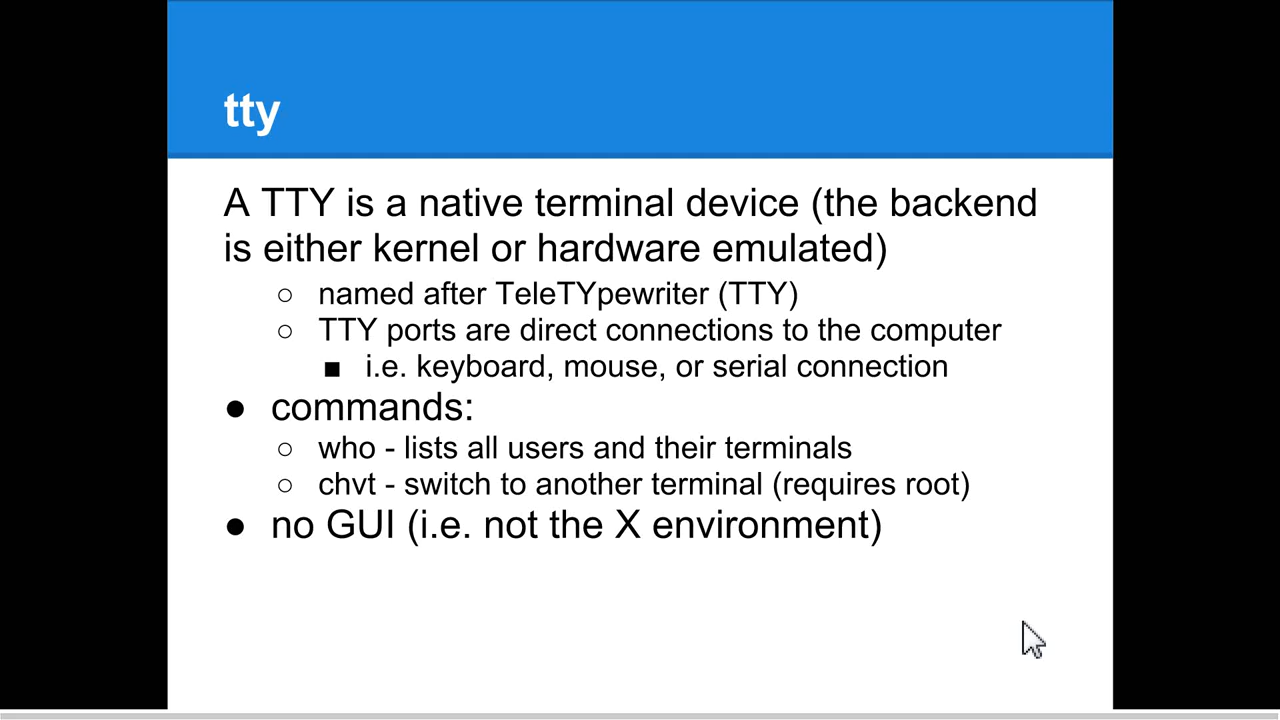 tty
A TTY is a native terminal device (the backend
is either kernel or hardware emulated)
○ named after TeleTYpewriter (TTY)
○ TTY ports are direct connections to the computer
■ i.e. keyboard, mouse, or serial connection
● commands:
○ who - lists all users and their terminals
○ chvt - switch to another terminal (requires root)
● no GUI (i.e. not the X environment)